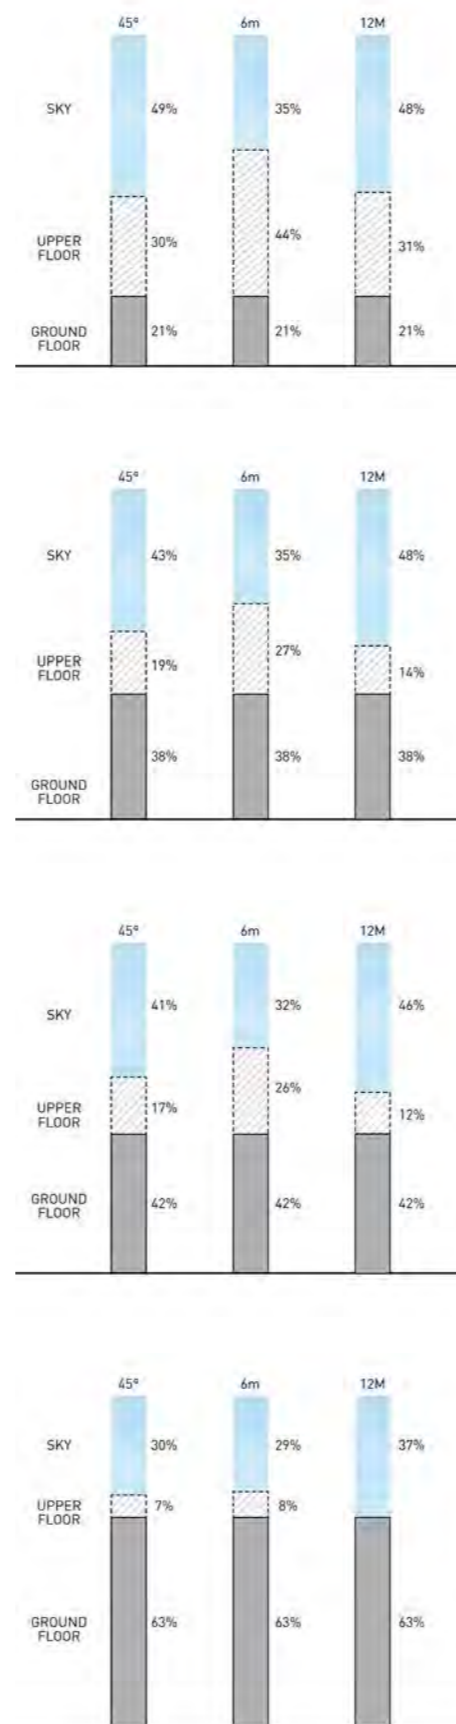 45° 6m 12M
SKY 49% 35% 48%
UPPER
FLOOR 30% 44% 31%
GROUND
FLOOR 21% 21% 21%
45° 6m 12M
SKY 43% 35% 48%
UPPER
FLOOR 19% 27% 14%
38% 38% 38%
GROUND
FLOOR
45° 6m 12M
SKY 41% 32% 46%
UPPER
FLOOR 17% 26% 12%
GROUND
FLOOR 42% 42% 42%
45° 6m 12M
SKY 30% 29% 37%
UPPER
FLOOR 7% 8%
GROUND
FLOOR 63% 63% 63%